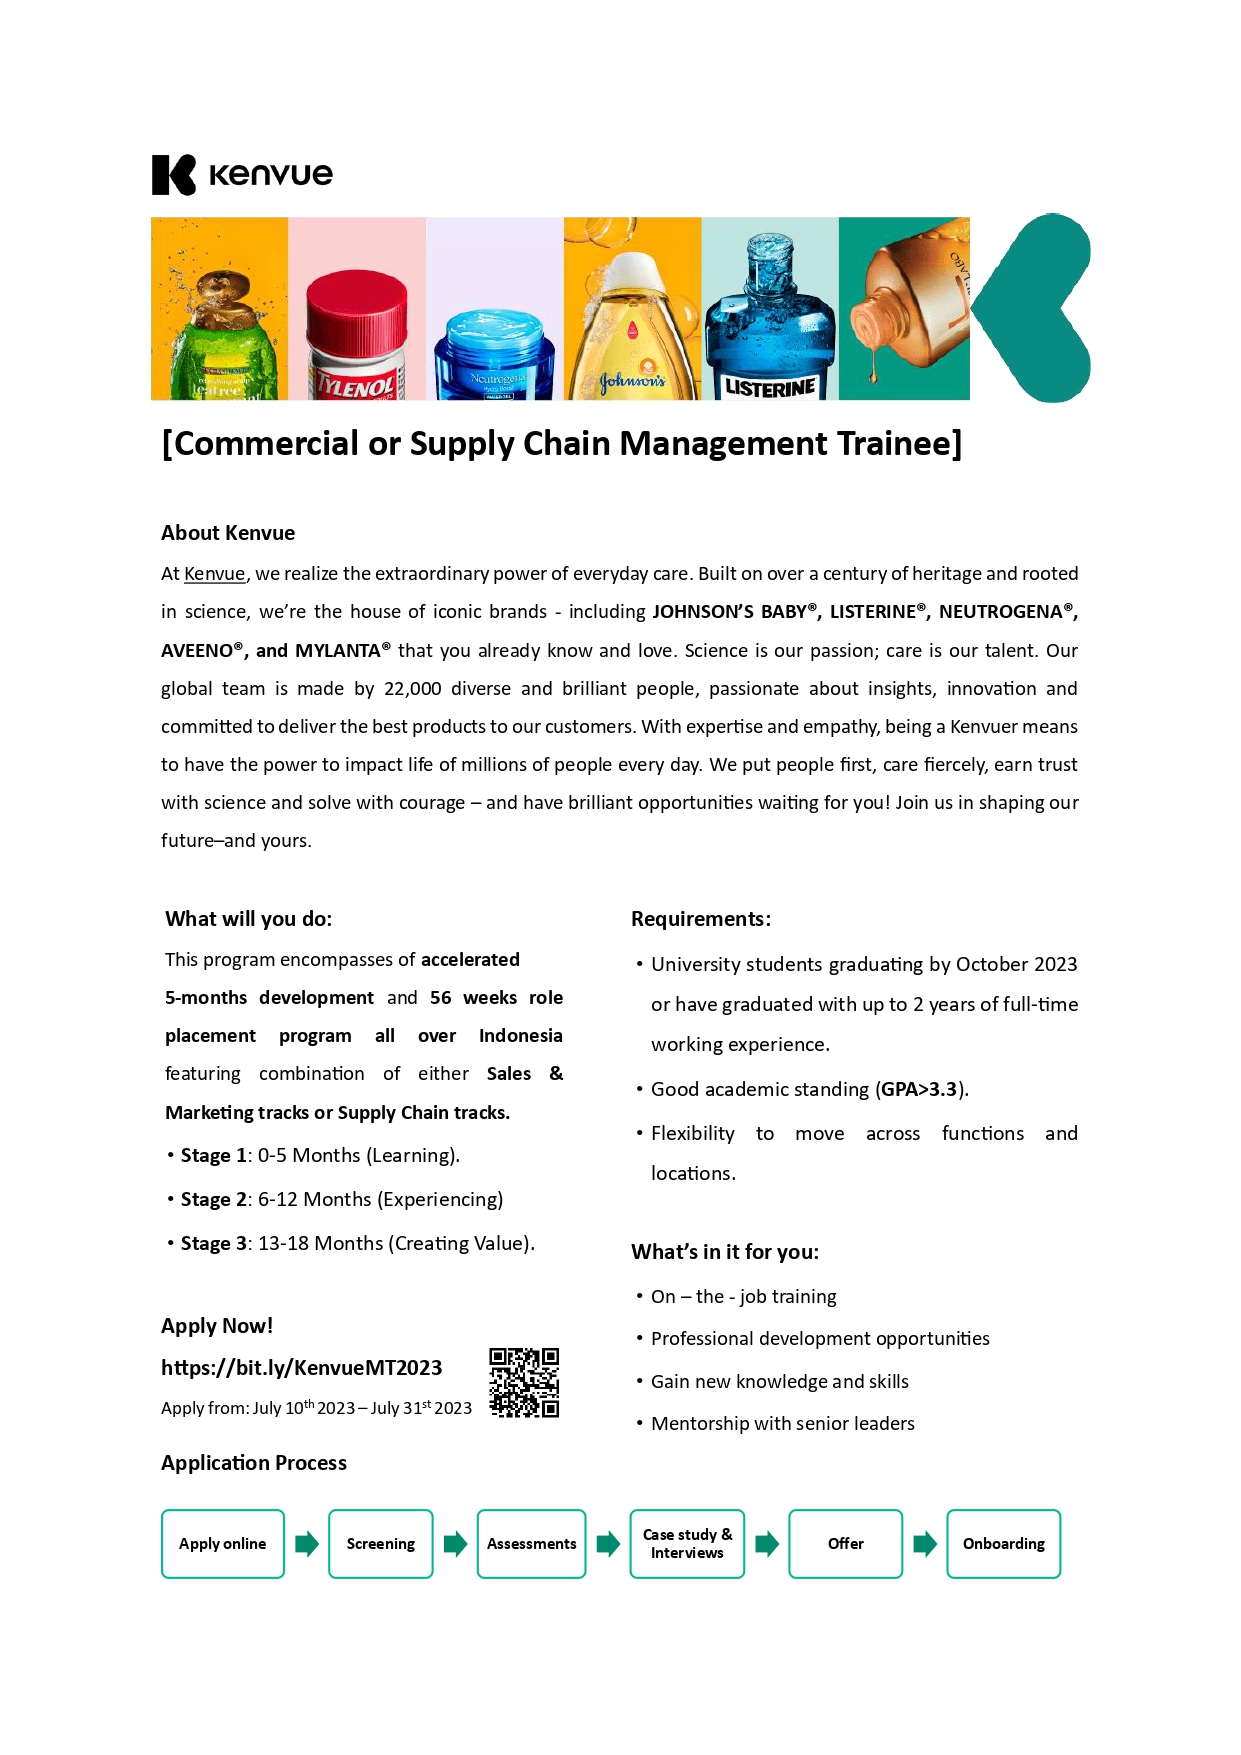 Kenvue
refreshing scalp
teatree
TYLENOL
Neutrogena
Hydro Boost
WATER GEL
Johnson's
LISTERINE
LABO
[Commercial or Supply Chain Management Trainee]
About Kenvue
At Kenvue, we realize the extraordinary power of everyday care. Built on over a century of heritage and rooted
in science, we’re the house of iconic brands - including JOHNSON’S BABY®, LISTERINE®, NEUTROGENA®,
AVEENO®, and MYLANTA® that you already know and love. Science is our passion; care is our talent. Our
global team is made by 22,000 diverse and brilliant people, passionate about insights, innovation and
committed to deliver the best products to our customers. With expertise and empathy, being a Kenvuer means
to have the power to impact life of millions of people every day. We put people first, care fiercely, earn trust
with science and solve with courage – and have brilliant opportunities waiting for you! Join us in shaping our
future–and yours.
What will you do:
This program encompasses of accelerated
5-months development and 56 weeks role
placement program all over Indonesia
featuring combination of either Sales &
Marketing tracks or Supply Chain tracks.
• Stage 1: 0-5 Months (Learning).
• Stage 2: 6-12 Months (Experiencing)
• Stage 3: 13-18 Months (Creating Value).
Apply Now!
https://bit.ly/KenvueMT2023
Apply from: July 10th 2023 – July 31st 2023
Requirements:
• University students graduating by October 2023
or have graduated with up to 2 years of full-time
working experience.
• Good academic standing (GPA>3.3).
• Flexibility to move across functions and
locations.
What’s in it for you:
• On – the - job training
• Professional development opportunities
• Gain new knowledge and skills
• Mentorship with senior leaders
Application Process
Apply online
Screening
Assessments
Case study &
Interviews
Offer
Onboarding